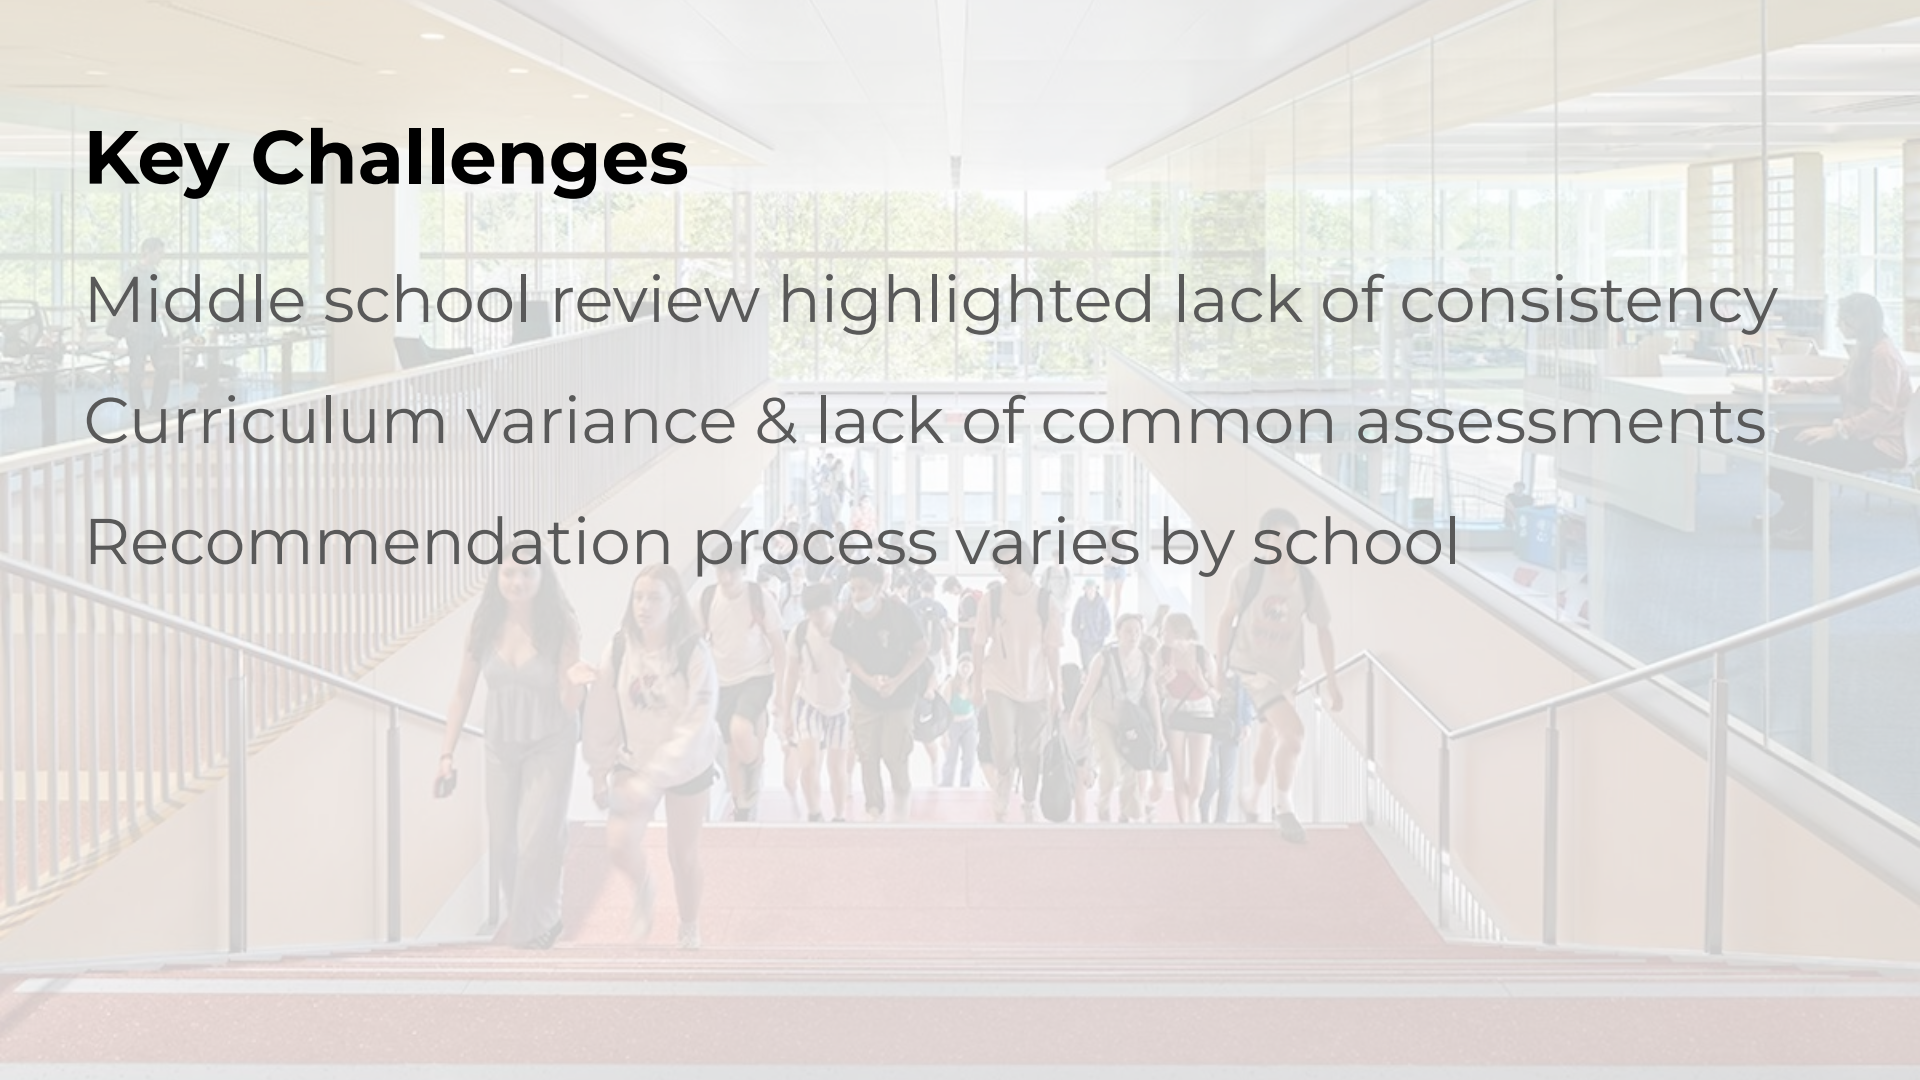 Key Challenges
Middle school review highlighted lack of consistency
Curriculum variance & lack of common assessments
Recommendation process varies by school